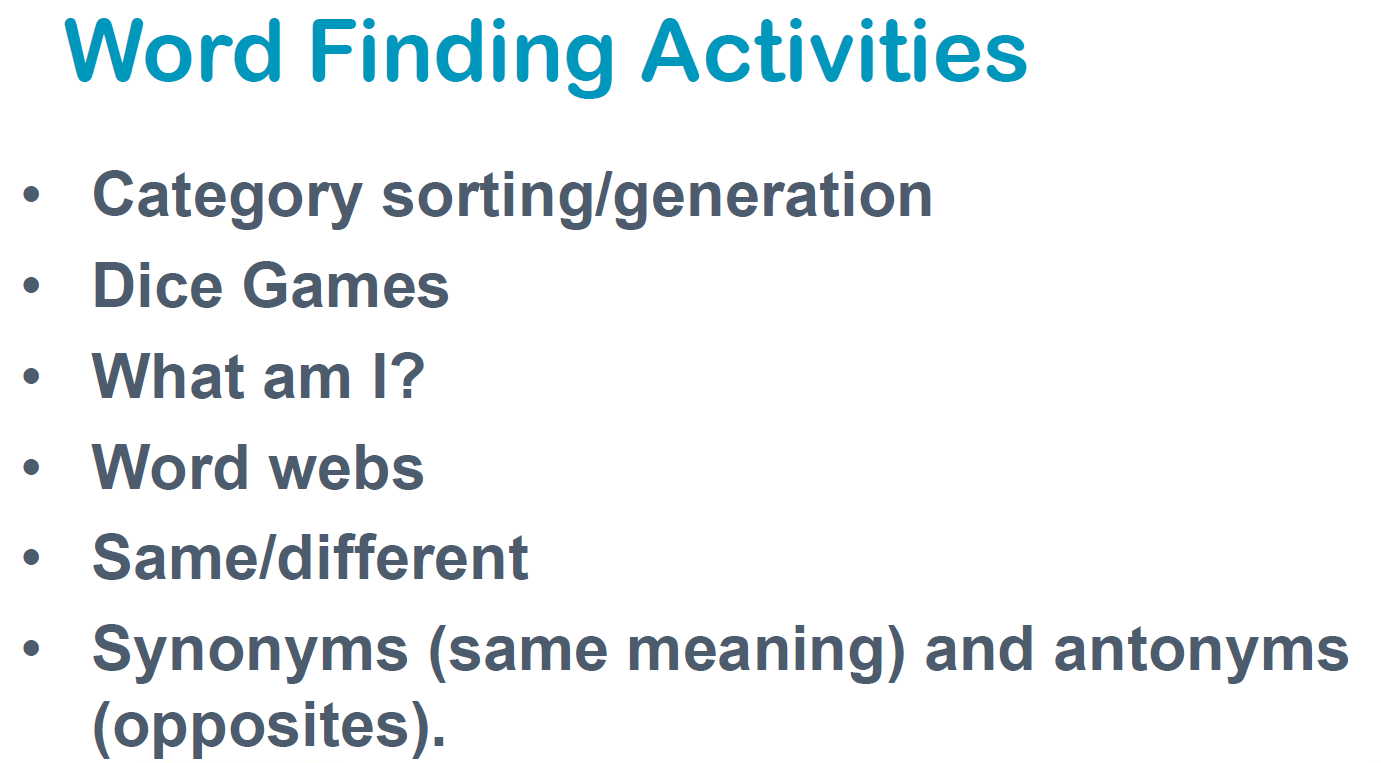 Word Finding Activities
• Category sorting/generation
• Dice Games
• What am I?
• Word webs
• Same/different
• Synonyms (same meaning) and antonyms
(opposites).